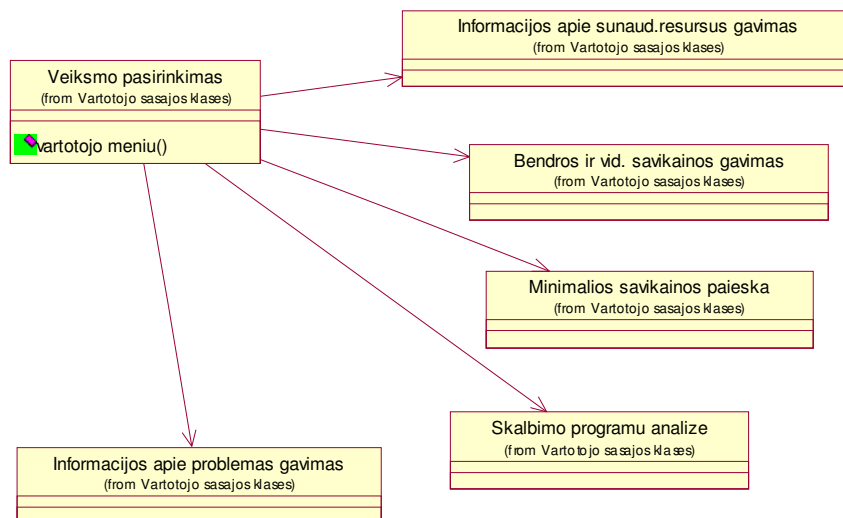 Informacijos apie sunaud.resursus gavimas
(from Vartotojo sasajos klases)
Veiksmo pasirinkimas
(from Vartotojo sasajos klases)
vartotojo meniu()
Bendros ir vid. savikainos gavimas
(from Vartotojo sasajos klases)
Minimalios savikainos paieska
(from Vartotojo sasajos klases)
Skalbimo programu analize
(from Vartotojo sasajos klases)
Informacijos apie problemas gavimas
(from Vartotojo sasajos klases)